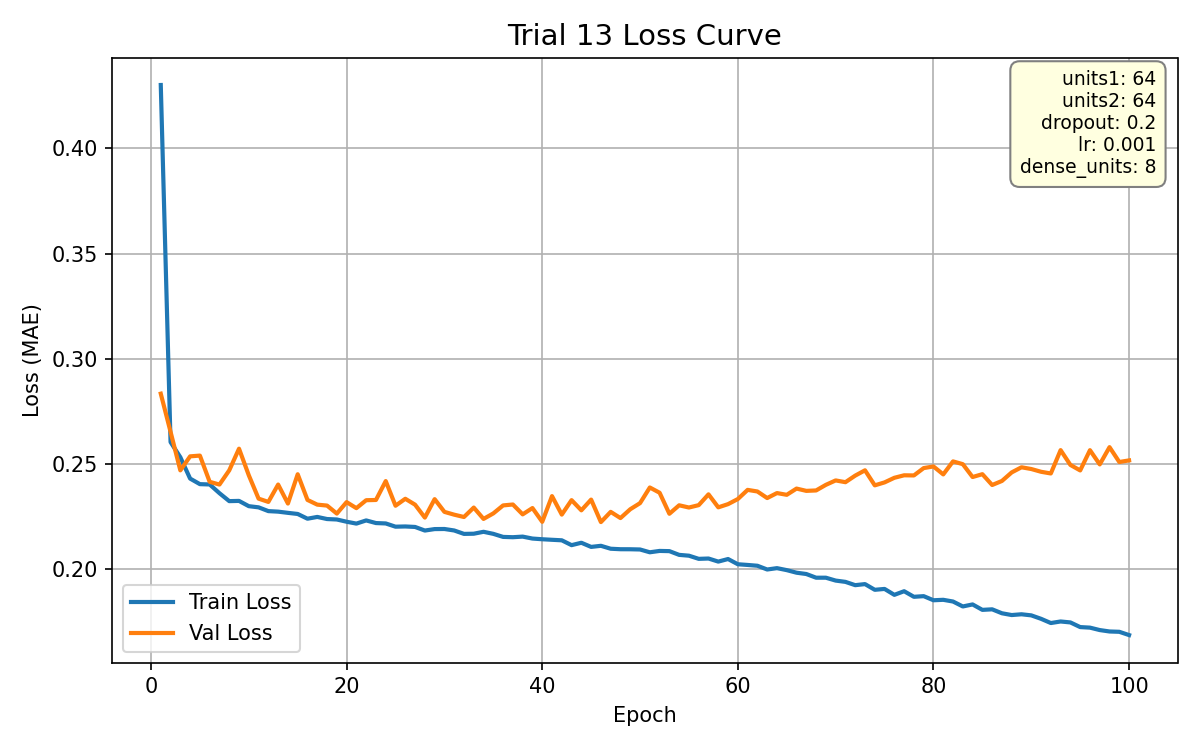 Trial 13 Loss Curve
units1: 64
units2: 64
dropout: 0.2
lr: 0.001
dense_units: 8
Loss (MAE)
0.40
0.35
0.30
0.25
0.20
Train Loss
Val Loss
0 20 40 60 80 100
Epoch